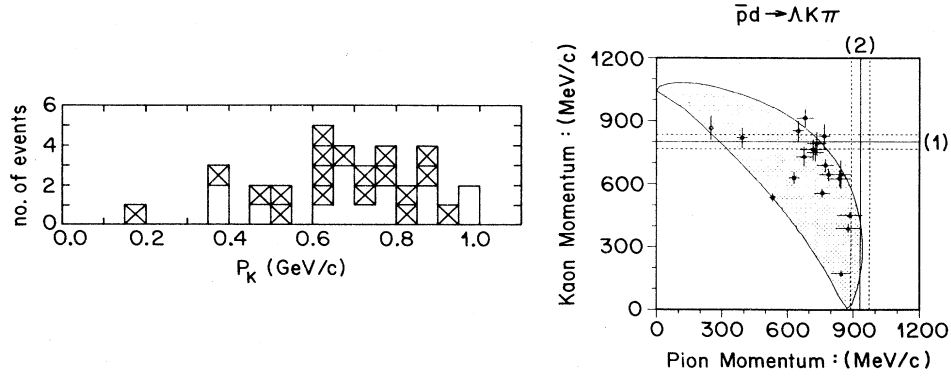 no. of events
6
4
2
0
0.0 0.2 0.4 0.6 0.8 1.0
P_K (GeV/c)
p̄d→ΛKπ
(2)
Kaon Momentum : (MeV/c)
1200
900
600
300
0
(1)
0 300 600 900 1200
Pion Momentum : (MeV/c)